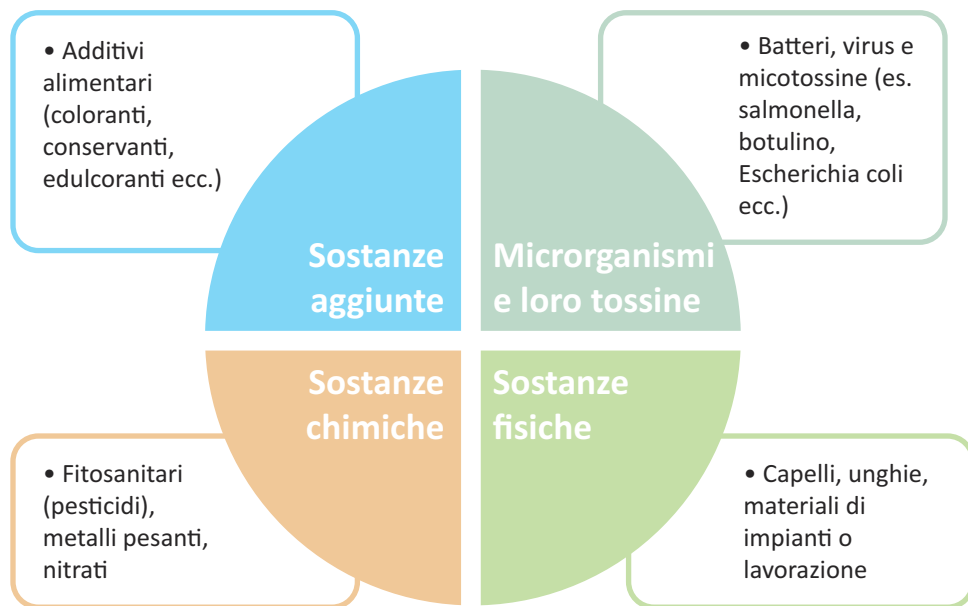 • Additivi
alimentari
(coloranti,
conservanti,
edulcoranti ecc.)
• Batteri, virus e
micotossine (es.
salmonella,
botulino,
Escherichia coli
ecc.)
Sostanze
aggiunte
Microrganismi
e loro tossine
Sostanze
chimiche
Sostanze
fisiche
• Fitosanitari
(pesticidi),
metalli pesanti,
nitrati
• Capelli, unghie,
materiali di
impianti o
lavorazione